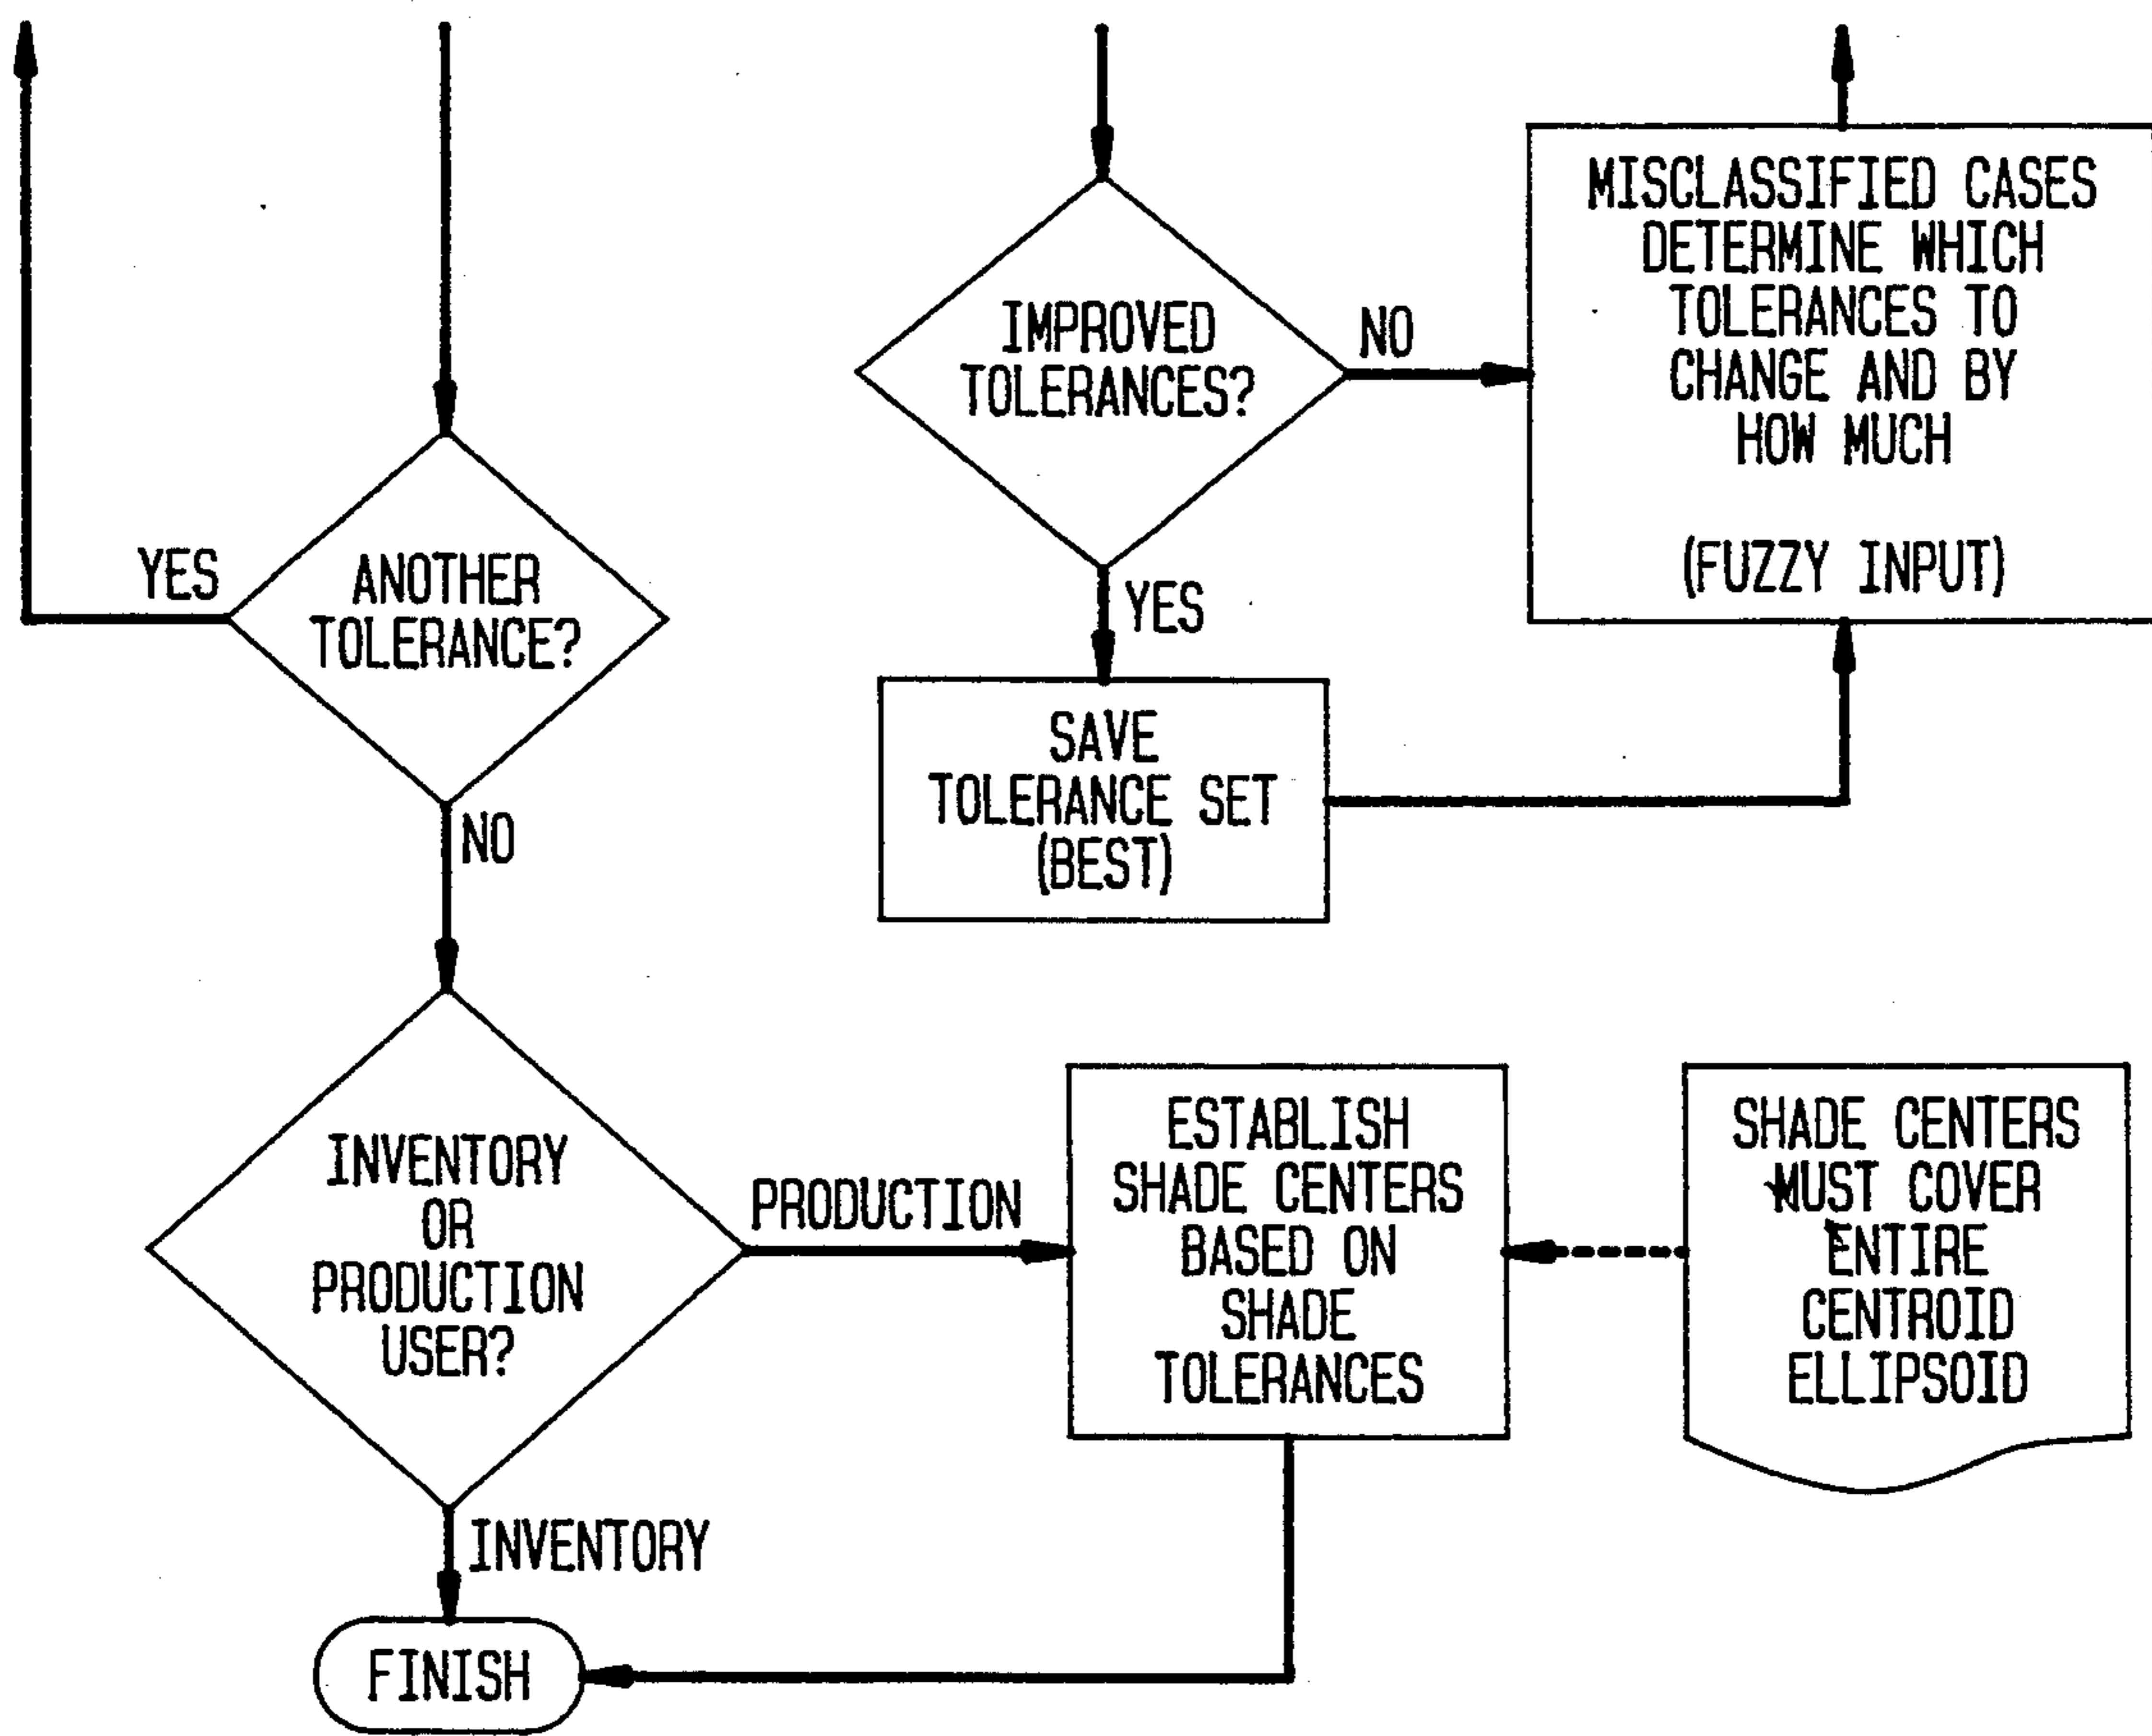 MISCLASSIFIED CASES
DETERMINE WHICH
TOLERANCES TO
CHANGE AND BY
HOW MUCH
(FUZZY INPUT)
IMPROVED
TOLERANCES?
NO
YES
ANOTHER
TOLERANCE?
YES
NO
SAVE
TOLERANCE SET
(BEST)
INVENTORY
OR
PRODUCTION
USER?
PRODUCTION
INVENTORY
ESTABLISH
SHADE CENTERS
BASED ON
SHADE
TOLERANCES
SHADE CENTERS
MUST COVER
ENTIRE
CENTROID
ELLIPSOID
FINISH